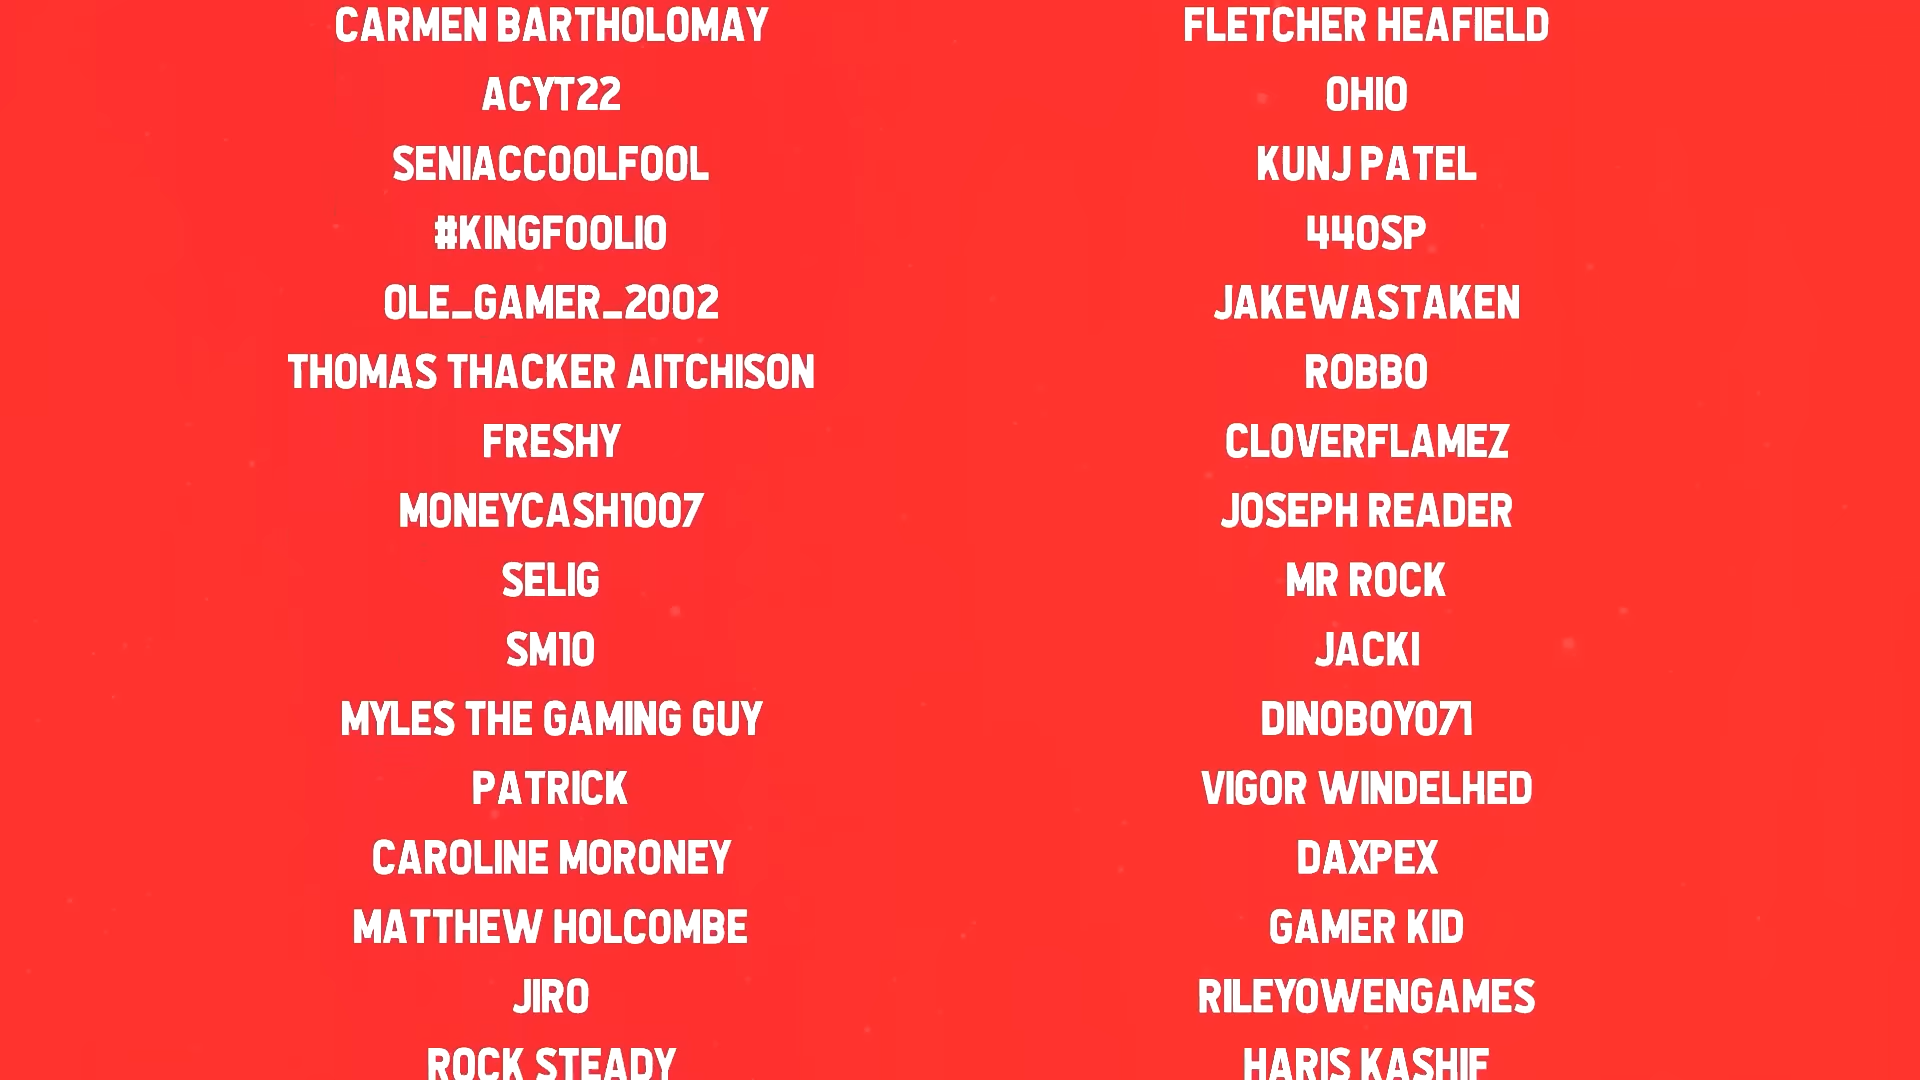 CARMEN BARTHOLOMAY
ACYT22
SENIACCOOLFOOL
#KINGFOOLIO
OLE_GAMER_2002
THOMAS THACKER AITCHISON
FRESHY
MONEYCASH1007
SELIG
SM10
MYLES THE GAMING GUY
PATRICK
CAROLINE MORONEY
MATTHEW HOLCOMBE
JIRO
ROCK STEADY
FLETCHER HEAFIELD
OHIO
KUNJ PATEL
440SP
JAKEWASTAKEN
ROBBO
CLOVERFLAMEZ
JOSEPH READER
MR ROCK
JACKI
DINOBOY071
VIGOR WINDELHED
DAXPEX
GAMER KID
RILEYOWENGAMES
HARIS KASHIF